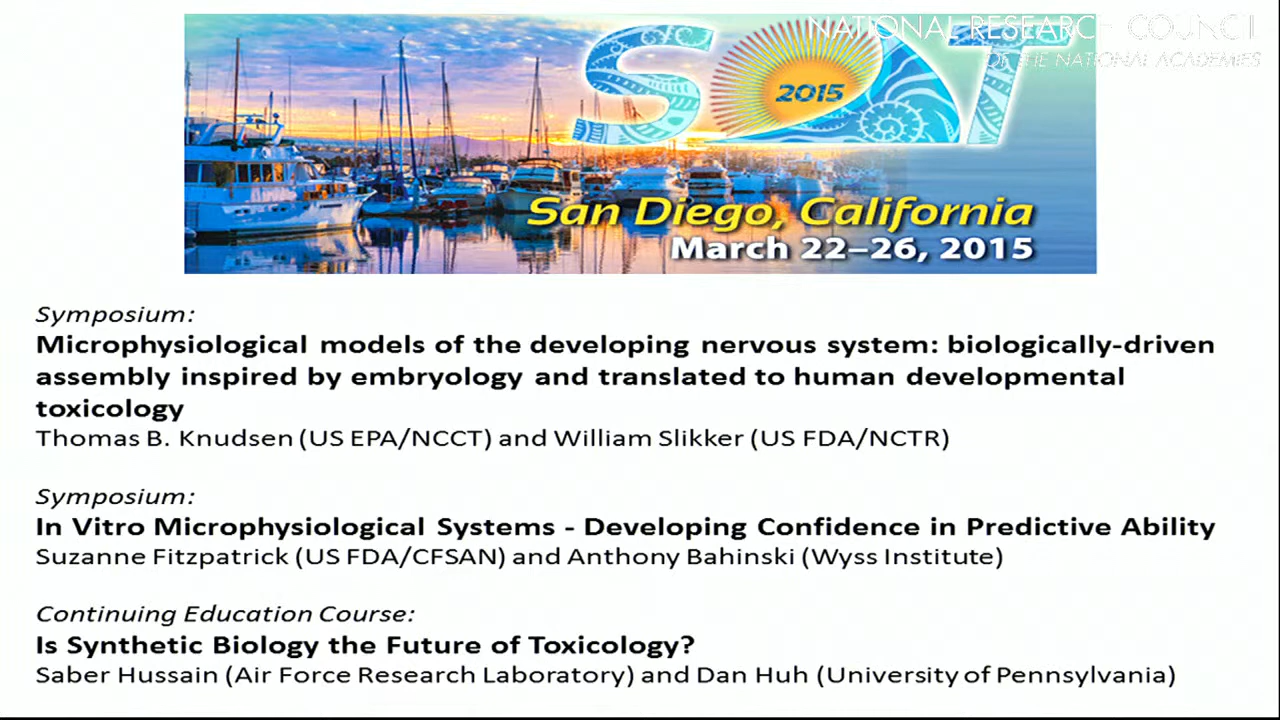 NATIONAL RESEARCH COUNCIL
OF THE NATIONAL ACADEMIES
SOT
2015
San Diego, California
March 22–26, 2015
Symposium:
Microphysiological models of the developing nervous system: biologically-driven
assembly inspired by embryology and translated to human developmental
toxicology
Thomas B. Knudsen (US EPA/NCCT) and William Slikker (US FDA/NCTR)
Symposium:
In Vitro Microphysiological Systems - Developing Confidence in Predictive Ability
Suzanne Fitzpatrick (US FDA/CFSAN) and Anthony Bahinski (Wyss Institute)
Continuing Education Course:
Is Synthetic Biology the Future of Toxicology?
Saber Hussain (Air Force Research Laboratory) and Dan Huh (University of Pennsylvania)